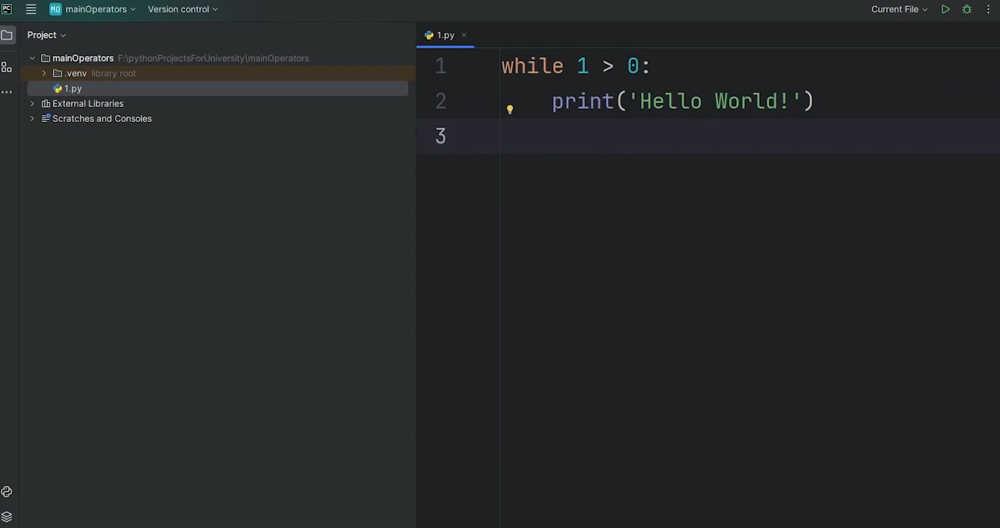 PC MO mainOperators Version control Current File
Project
mainOperators F:\pythonProjectsForUniversity\mainOperators
.venv library root
1.py
External Libraries
Scratches and Consoles
1.py
1 while 1 > 0:
2     print('Hello World!')
3